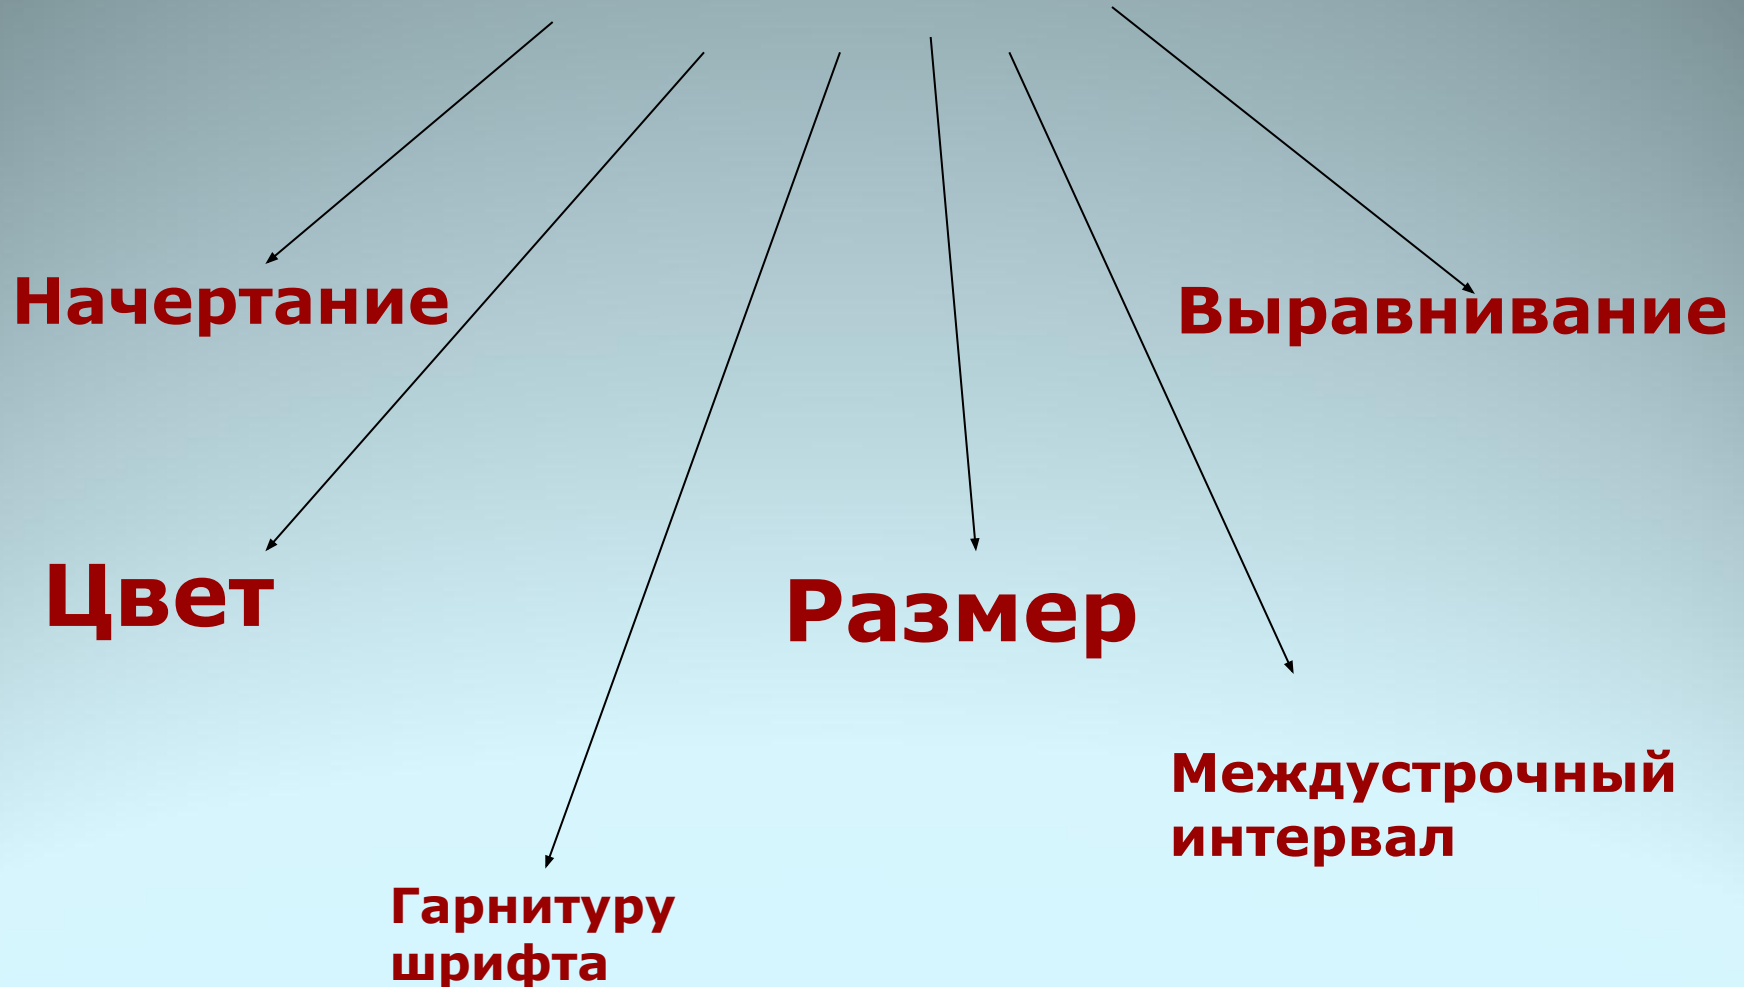 Начертание
Выравнивание
Цвет
Размер
Междустрочный
интервал
Гарнитуру
шрифта